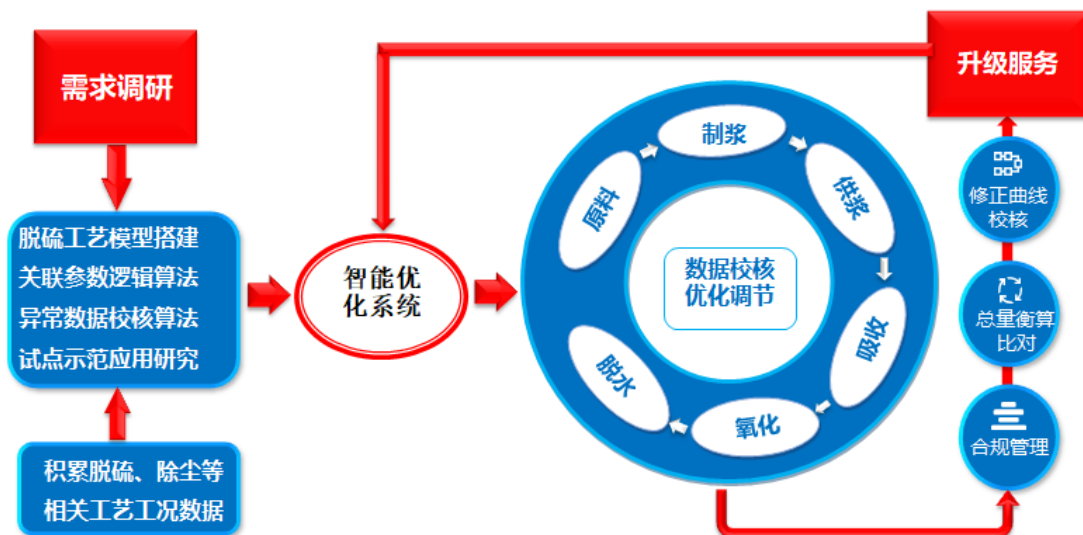 需求调研
脱硫工艺模型搭建
关联参数逻辑算法
异常数据校核算法
试点示范应用研究
积累脱硫、除尘等
相关工艺工况数据
智能优
化系统
原料
制浆
供浆
吸收
氧化
脱水
数据校核
优化调节
升级服务
修正曲线
校核
总量衡算
比对
合规管理